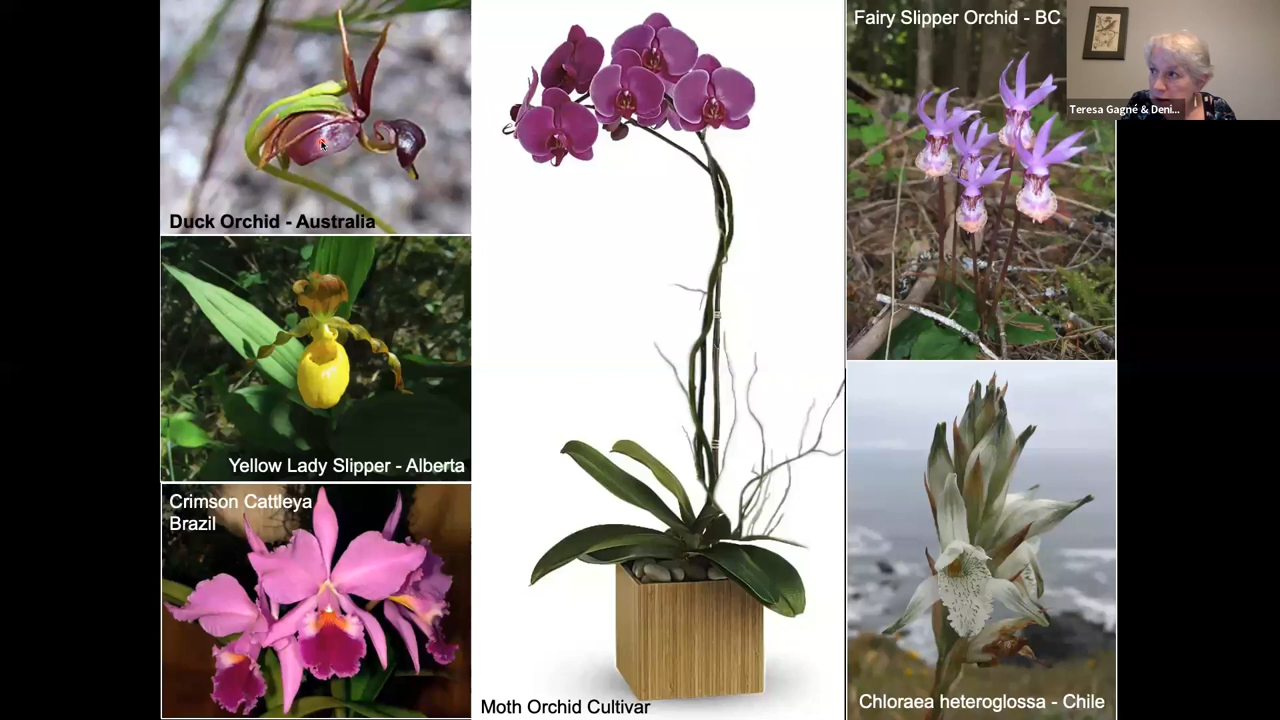 Duck Orchid - Australia
Yellow Lady Slipper - Alberta
Crimson Cattleya
Brazil
Moth Orchid Cultivar
Fairy Slipper Orchid - BC
Teresa Gagné & Deni...
Chloraea heteroglossa - Chile